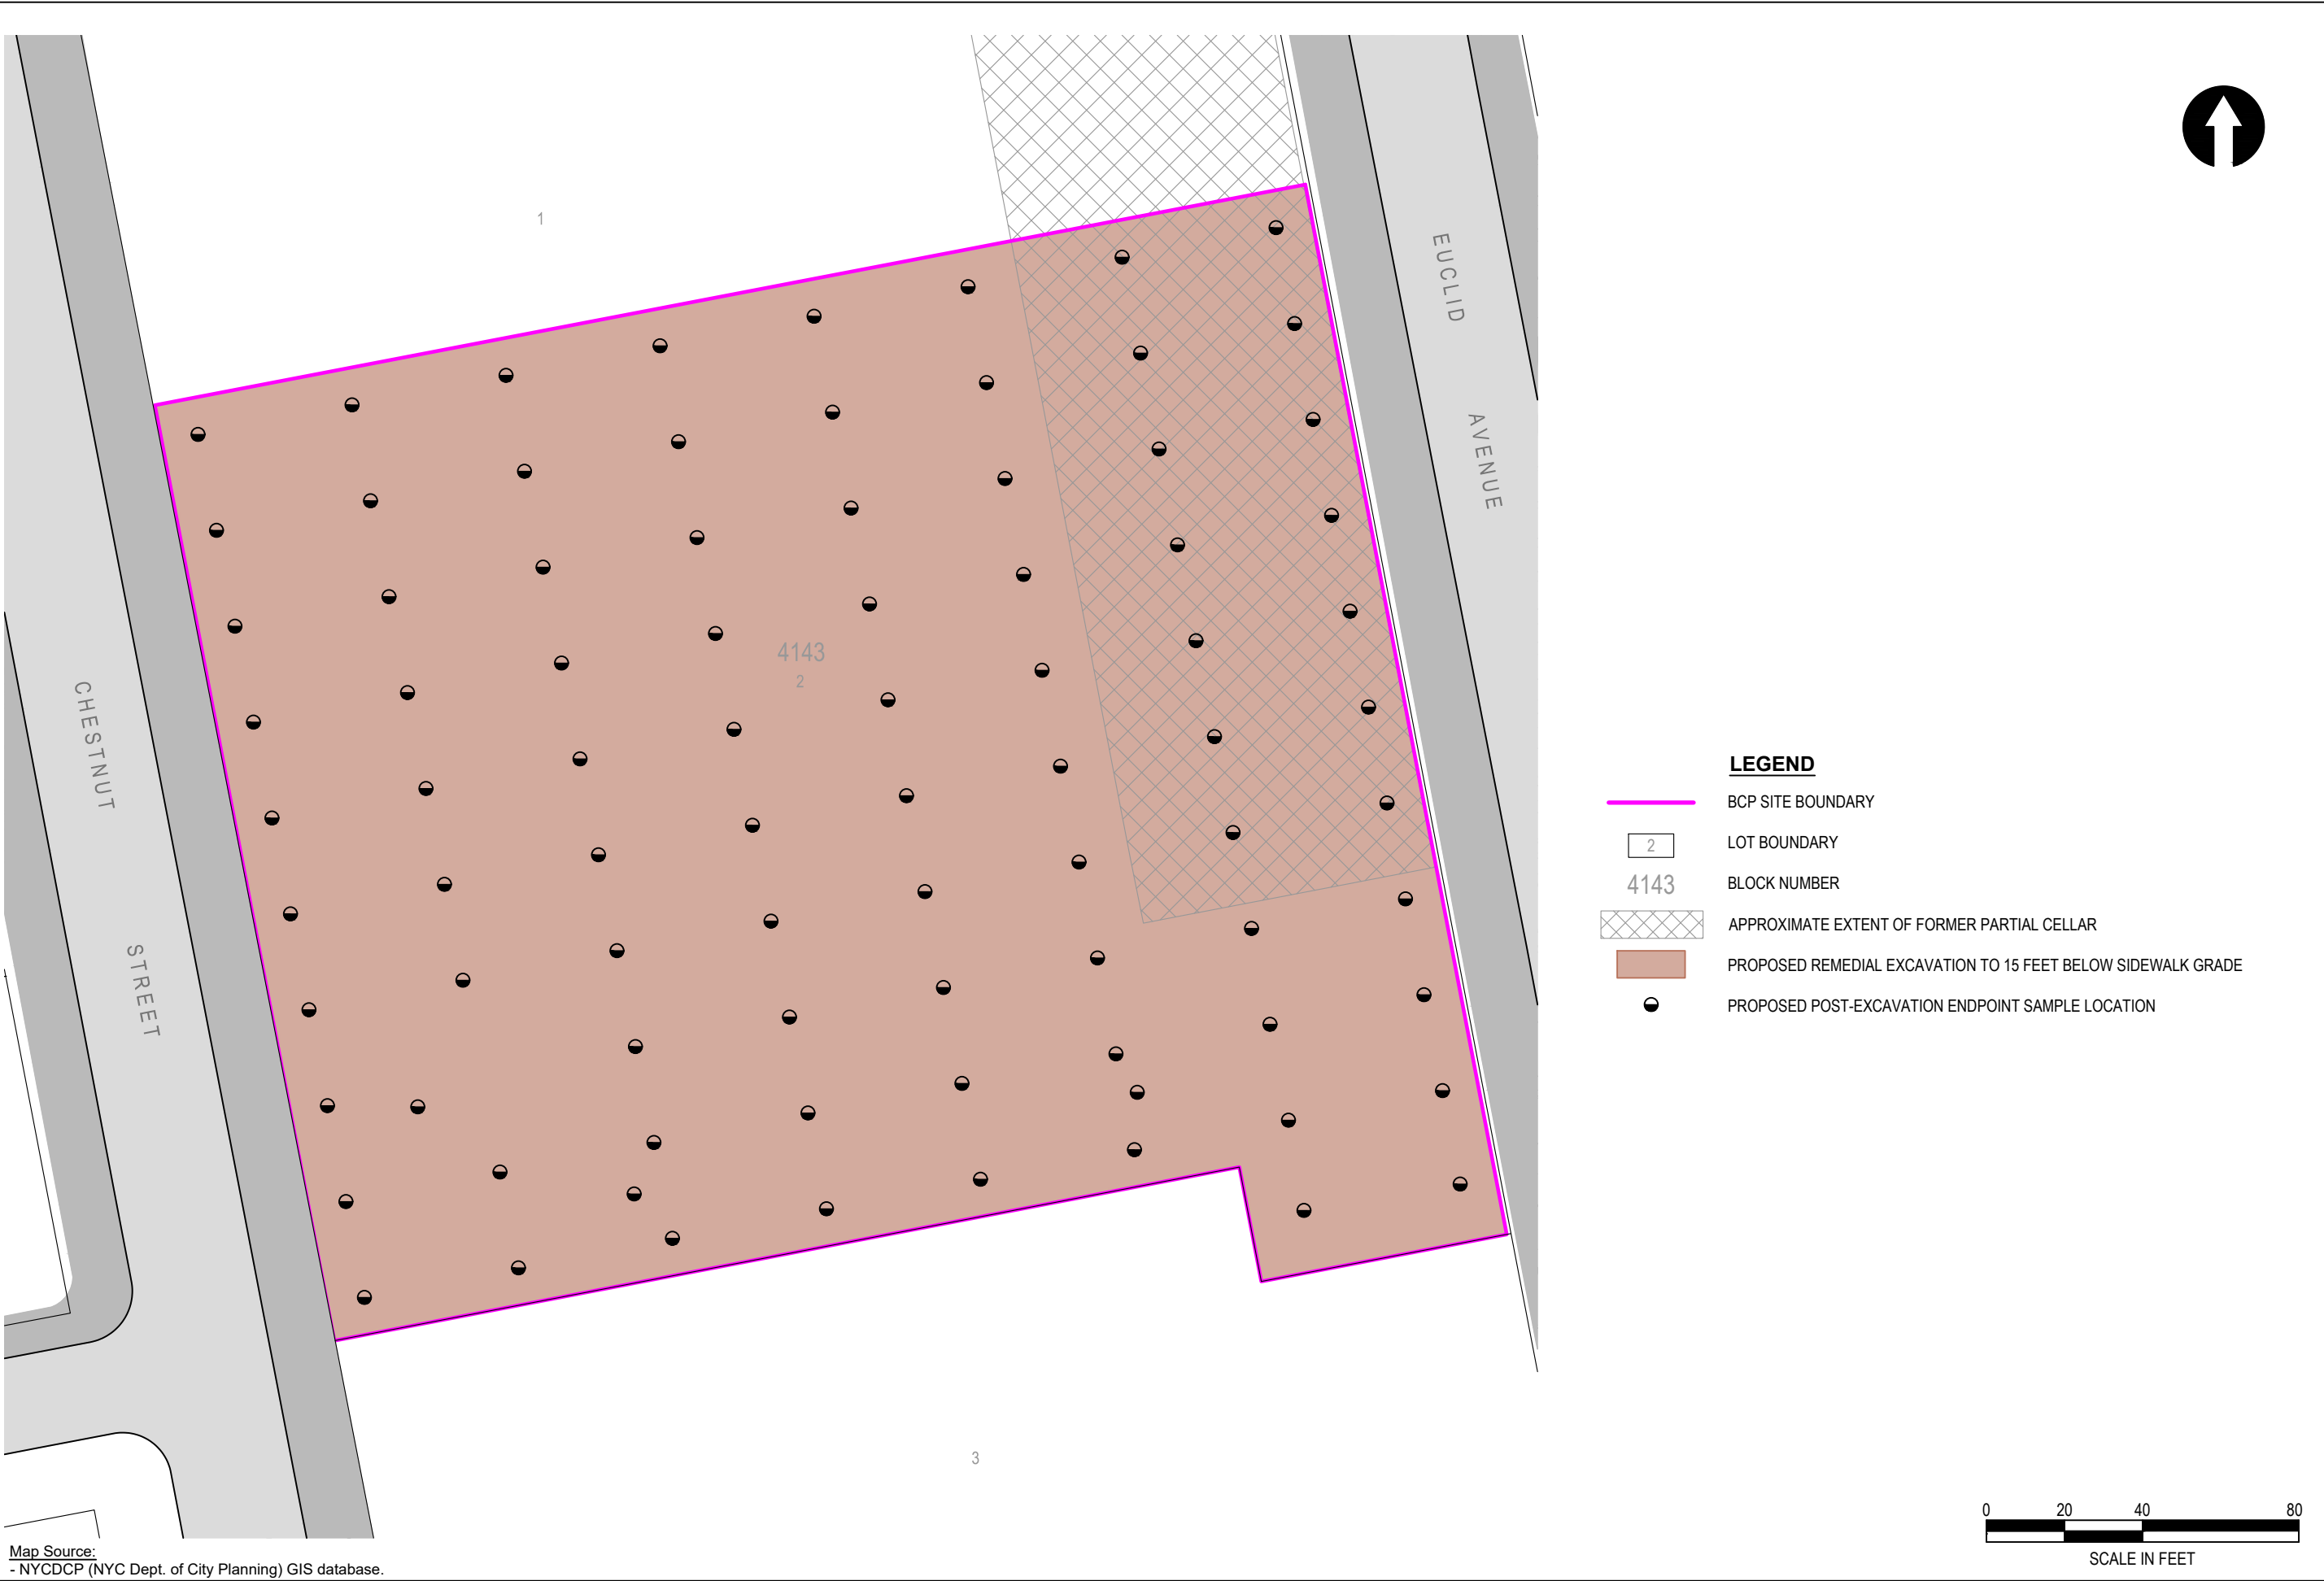 1
EUCLID
AVENUE
4143
2
CHESTNUT
STREET
3
LEGEND
BCP SITE BOUNDARY
2
LOT BOUNDARY
4143
BLOCK NUMBER
APPROXIMATE EXTENT OF FORMER PARTIAL CELLAR
PROPOSED REMEDIAL EXCAVATION TO 15 FEET BELOW SIDEWALK GRADE
PROPOSED POST-EXCAVATION ENDPOINT SAMPLE LOCATION
0 20 40 80
SCALE IN FEET
Map Source:
- NYCDCP (NYC Dept. of City Planning) GIS database.